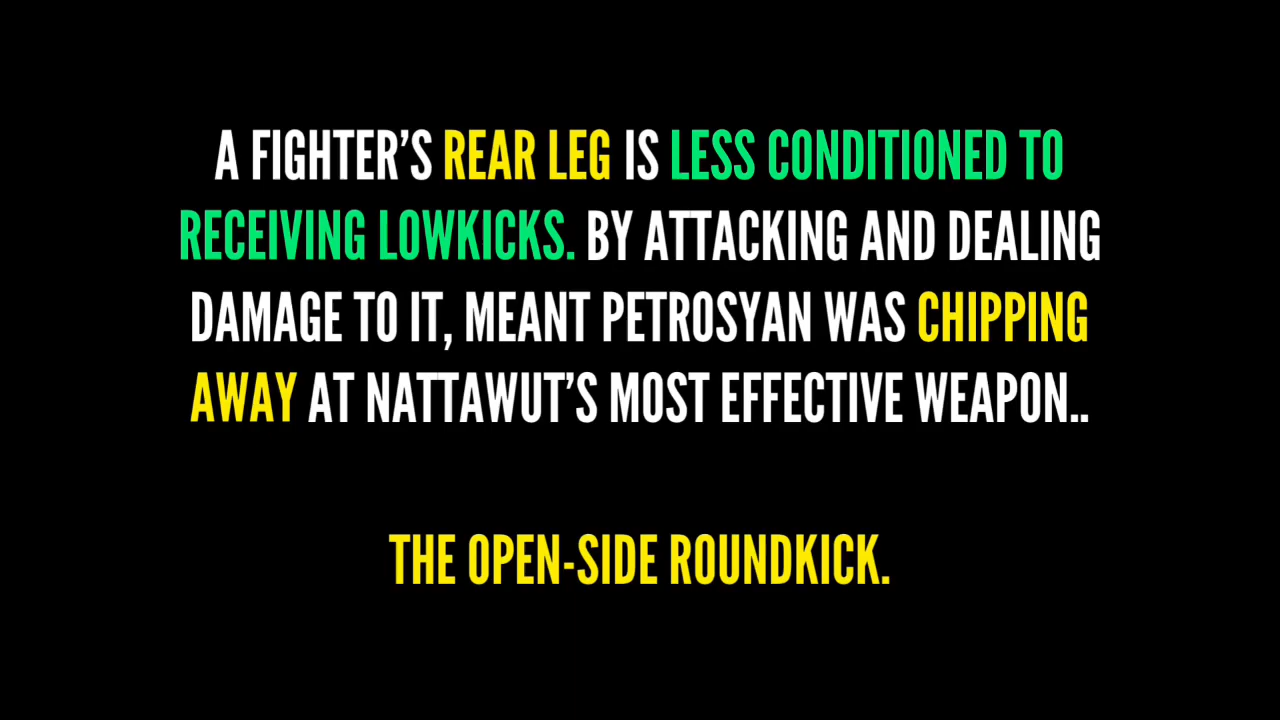 A FIGHTER’S REAR LEG IS LESS CONDITIONED TO
RECEIVING LOWKICKS. BY ATTACKING AND DEALING
DAMAGE TO IT, MEANT PETROSYAN WAS CHIPPING
AWAY AT NATTAWUT’S MOST EFFECTIVE WEAPON..
THE OPEN-SIDE ROUNDKICK.